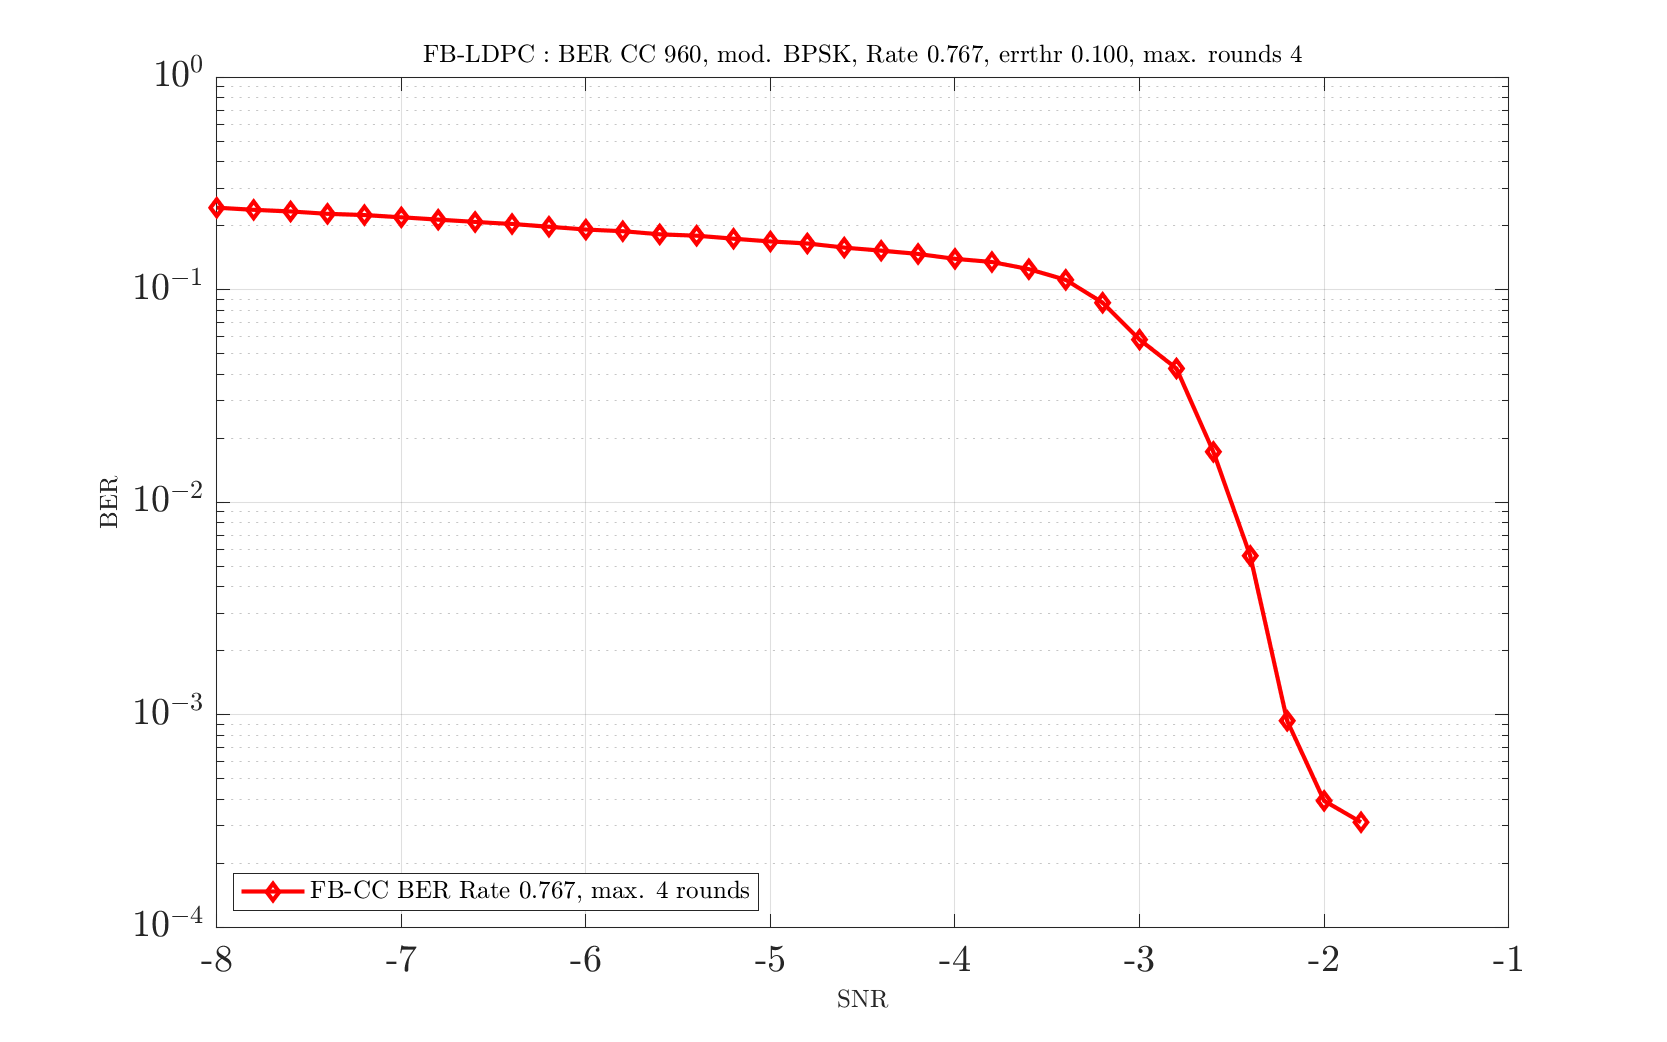 FB-LDPC : BER CC 960, mod. BPSK, Rate 0.767, errthr 0.100, max. rounds 4
10^0
10^-1
10^-2
10^-3
10^-4
BER
FB-CC BER Rate 0.767, max. 4 rounds
-8 -7 -6 -5 -4 -3 -2 -1
SNR